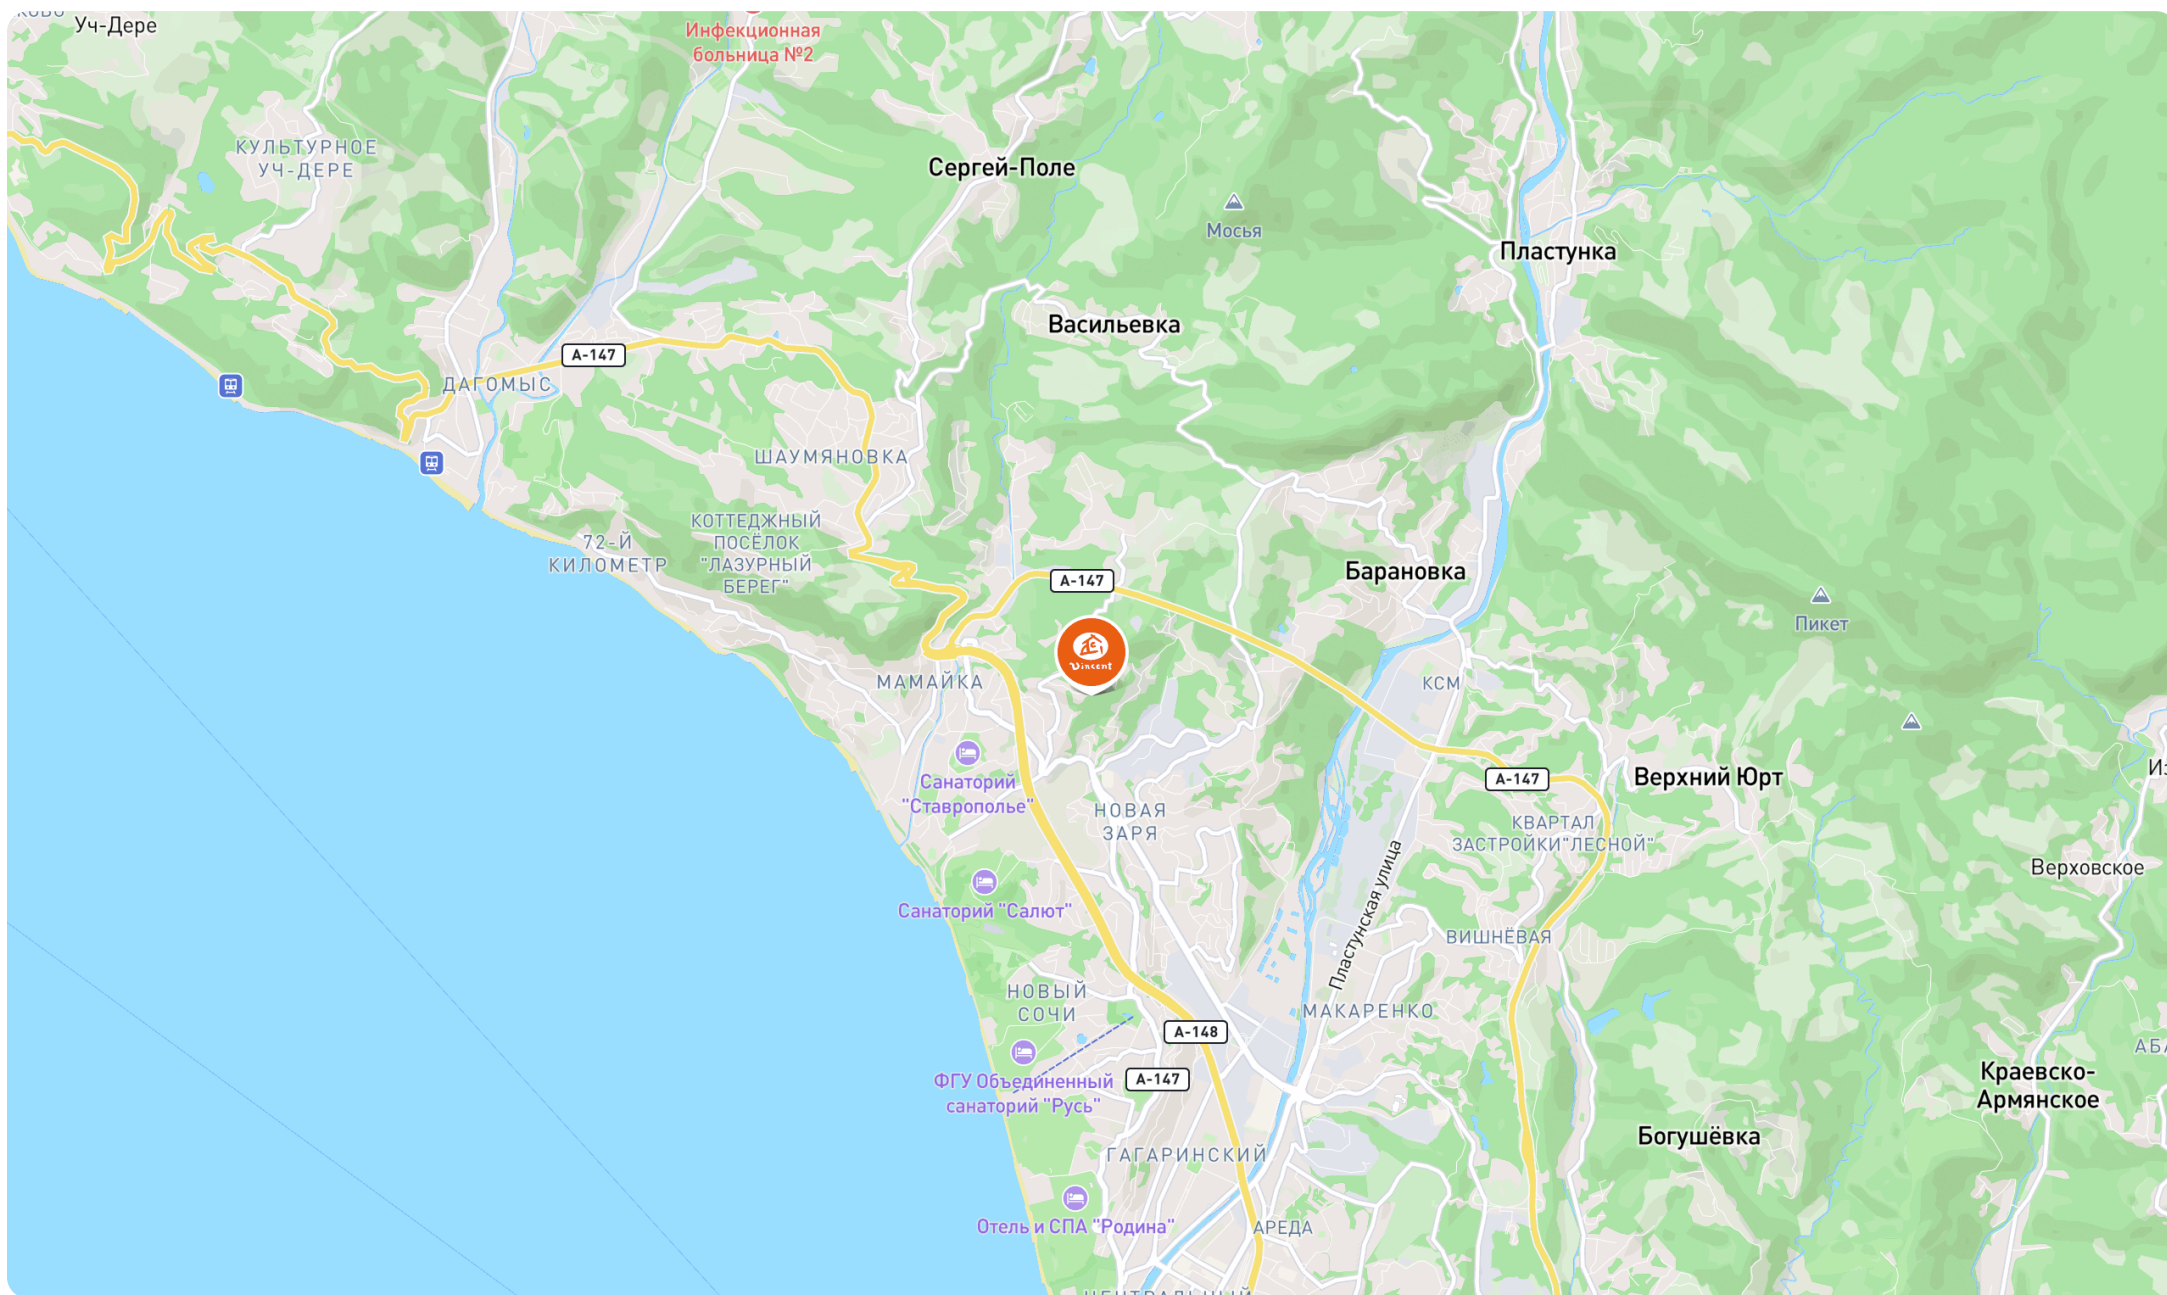 Уч-Дере
Инфекционная
больница №2
КУЛЬТУРНОЕ
УЧ-ДЕРЕ
Сергей-Поле
Мосья
Пластунка
Васильевка
А-147
ДАГОМЫС
ШАУМЯНОВКА
КОТТЕДЖНЫЙ
ПОСЁЛОК
"ЛАЗУРНЫЙ
БЕРЕГ"
72-Й
КИЛОМЕТР
А-147
Барановка
Пикет
Vincent
МАМАЙКА
КСМ
Санаторий
"Ставрополье"
А-147
Верхний Юрт
НОВАЯ
ЗАРЯ
КВАРТАЛ
ЗАСТРОЙКИ"ЛЕСНОЙ"
Верховское
Пластунская улица
Санаторий "Салют"
ВИШНЁВАЯ
НОВЫЙ
СОЧИ
МАКАРЕНКО
А-148
ФГУ Объединенный
санаторий "Русь"
А-147
Краевско-
Армянское
Богушёвка
ГАГАРИНСКИЙ
Отель и СПА "Родина"
АРЕДА